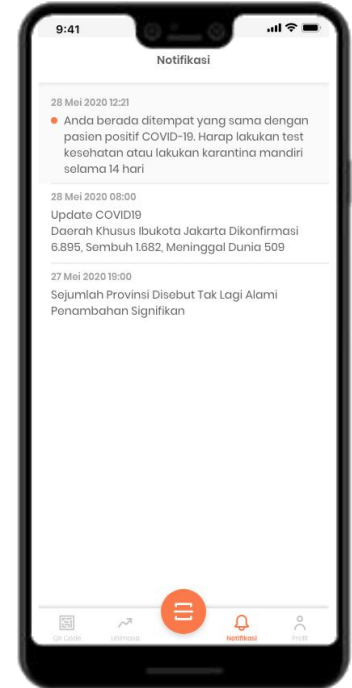 9:41
Notifikasi
28 Mei 2020 12:21
Anda berada ditempat yang sama dengan
pasien positif COVID-19. Harap lakukan test
kesehatan atau lakukan karantina mandiri
selama 14 hari
28 Mei 2020 08:00
Update COVID19
Daerah Khusus Ibukota Jakarta Dikonfirmasi
6.895, Sembuh 1.682, Meninggal Dunia 509
27 Mei 2020 19:00
Sejumlah Provinsi Disebut Tak Lagi Alami
Penambahan Signifikan
QR Code
Notifikasi
Profil